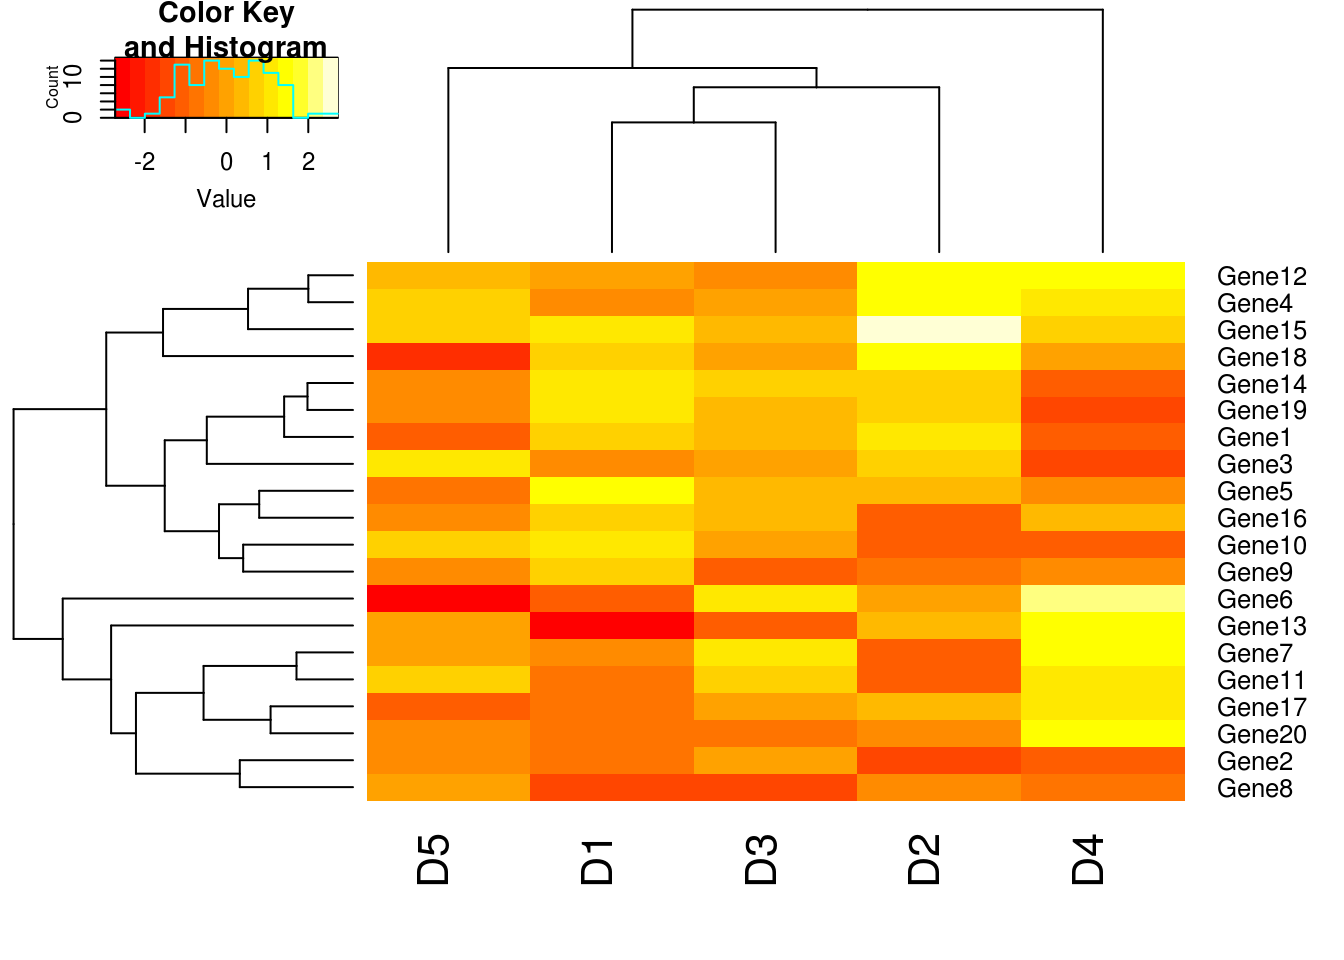 Color Key
and Histogram
Count
0 10
-2 0 1 2
Value
Gene12
Gene4
Gene15
Gene18
Gene14
Gene19
Gene1
Gene3
Gene5
Gene16
Gene10
Gene9
Gene6
Gene13
Gene7
Gene11
Gene17
Gene20
Gene2
Gene8
D5 D1 D3 D2 D4